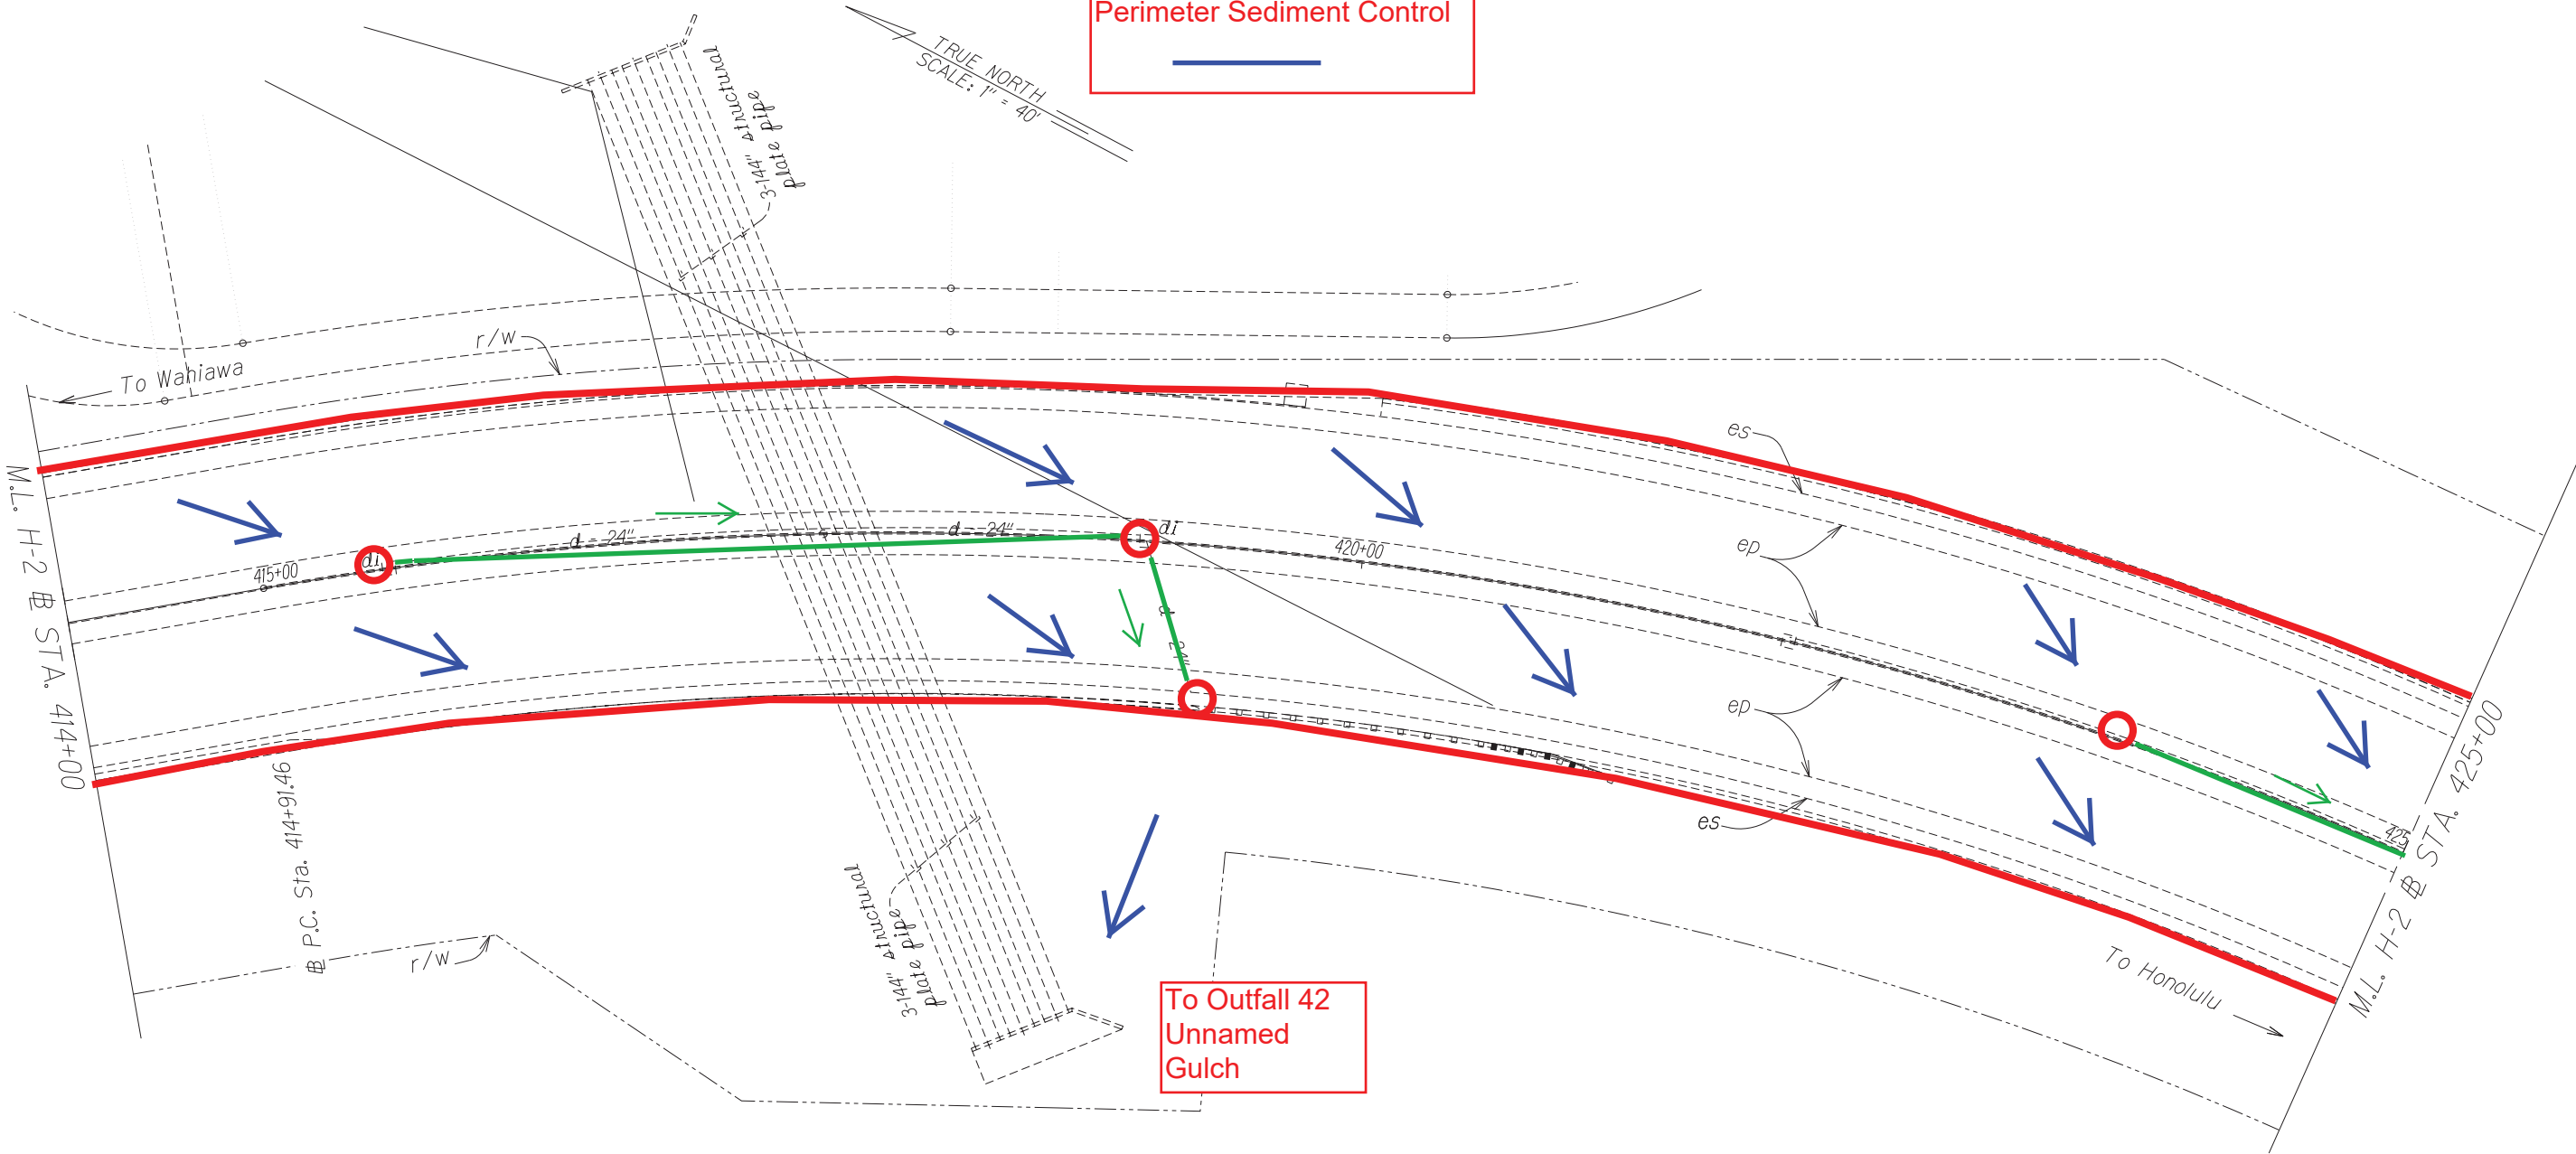 Perimeter Sediment Control
TRUE NORTH
SCALE: 1" = 40'
3-144" structural
plate pipe
r/w
To Wahiawa
es
ep
di
d - 24"
d - 24"
di
420+00
415+00
d 24"
ep
es
425
M.L. H-2 ␢ STA. 414+00
␢ P.C. Sta. 414+91.46
r/w
3-144" structural
plate pipe
To Outfall 42
Unnamed
Gulch
To Honolulu
M.L. H-2 ␢ STA. 425+00